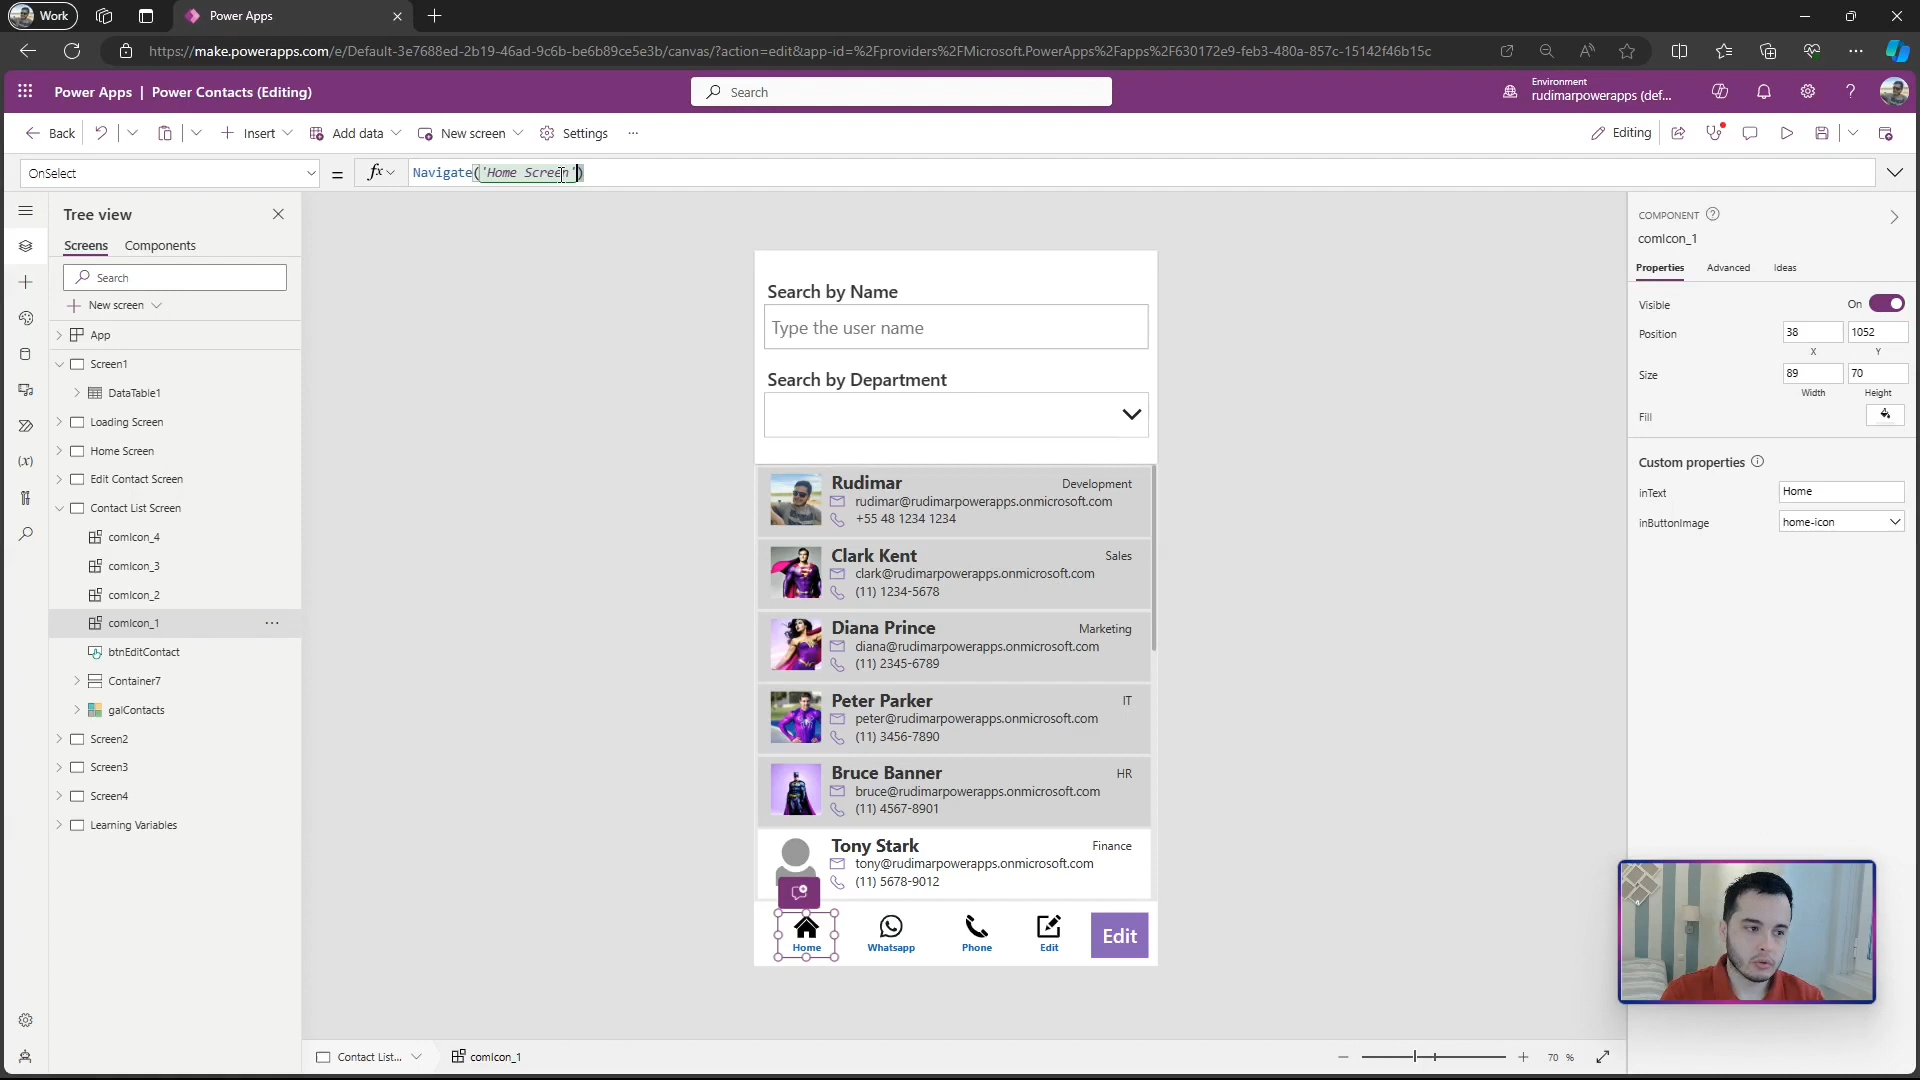 Work
Power Apps
https://make.powerapps.com/e/Default-3e7688ed-2b19-46ad-9c6b-be6b89ce5e3b/canvas/?action=edit&app-id=%2Fproviders%2FMicrosoft.PowerApps%2Fapps%2F630172e9-feb3-480a-857c-15142f46b15c
Power Apps | Power Contacts (Editing)
Search
Environment
rudimarpowerapps (def...
Back
Insert
Add data
New screen
Settings
...
Editing
OnSelect
=
fx
Navigate('Home Screen')
Tree view
Screens
Components
Search
New screen
App
Screen1
DataTable1
Loading Screen
Home Screen
Edit Contact Screen
Contact List Screen
comIcon_4
comIcon_3
comIcon_2
comIcon_1
...
btnEditContact
Container7
galContacts
Screen2
Screen3
Screen4
Learning Variables
Search by Name
Type the user name
Search by Department
Rudimar
Development
rudimar@rudimarpowerapps.onmicrosoft.com
+55 48 1234 1234
Clark Kent
Sales
clark@rudimarpowerapps.onmicrosoft.com
(11) 1234-5678
Diana Prince
Marketing
diana@rudimarpowerapps.onmicrosoft.com
(11) 2345-6789
Peter Parker
IT
peter@rudimarpowerapps.onmicrosoft.com
(11) 3456-7890
Bruce Banner
HR
bruce@rudimarpowerapps.onmicrosoft.com
(11) 4567-8901
Tony Stark
Finance
tony@rudimarpowerapps.onmicrosoft.com
(11) 5678-9012
Home
Whatsapp
Phone
Edit
Edit
COMPONENT
comIcon_1
Properties
Advanced
Ideas
Visible
On
Position
38
1052
X
Y
Size
89
70
Width
Height
Fill
Custom properties
inText
Home
inButtonImage
home-icon
Contact List...
comIcon_1
70 %